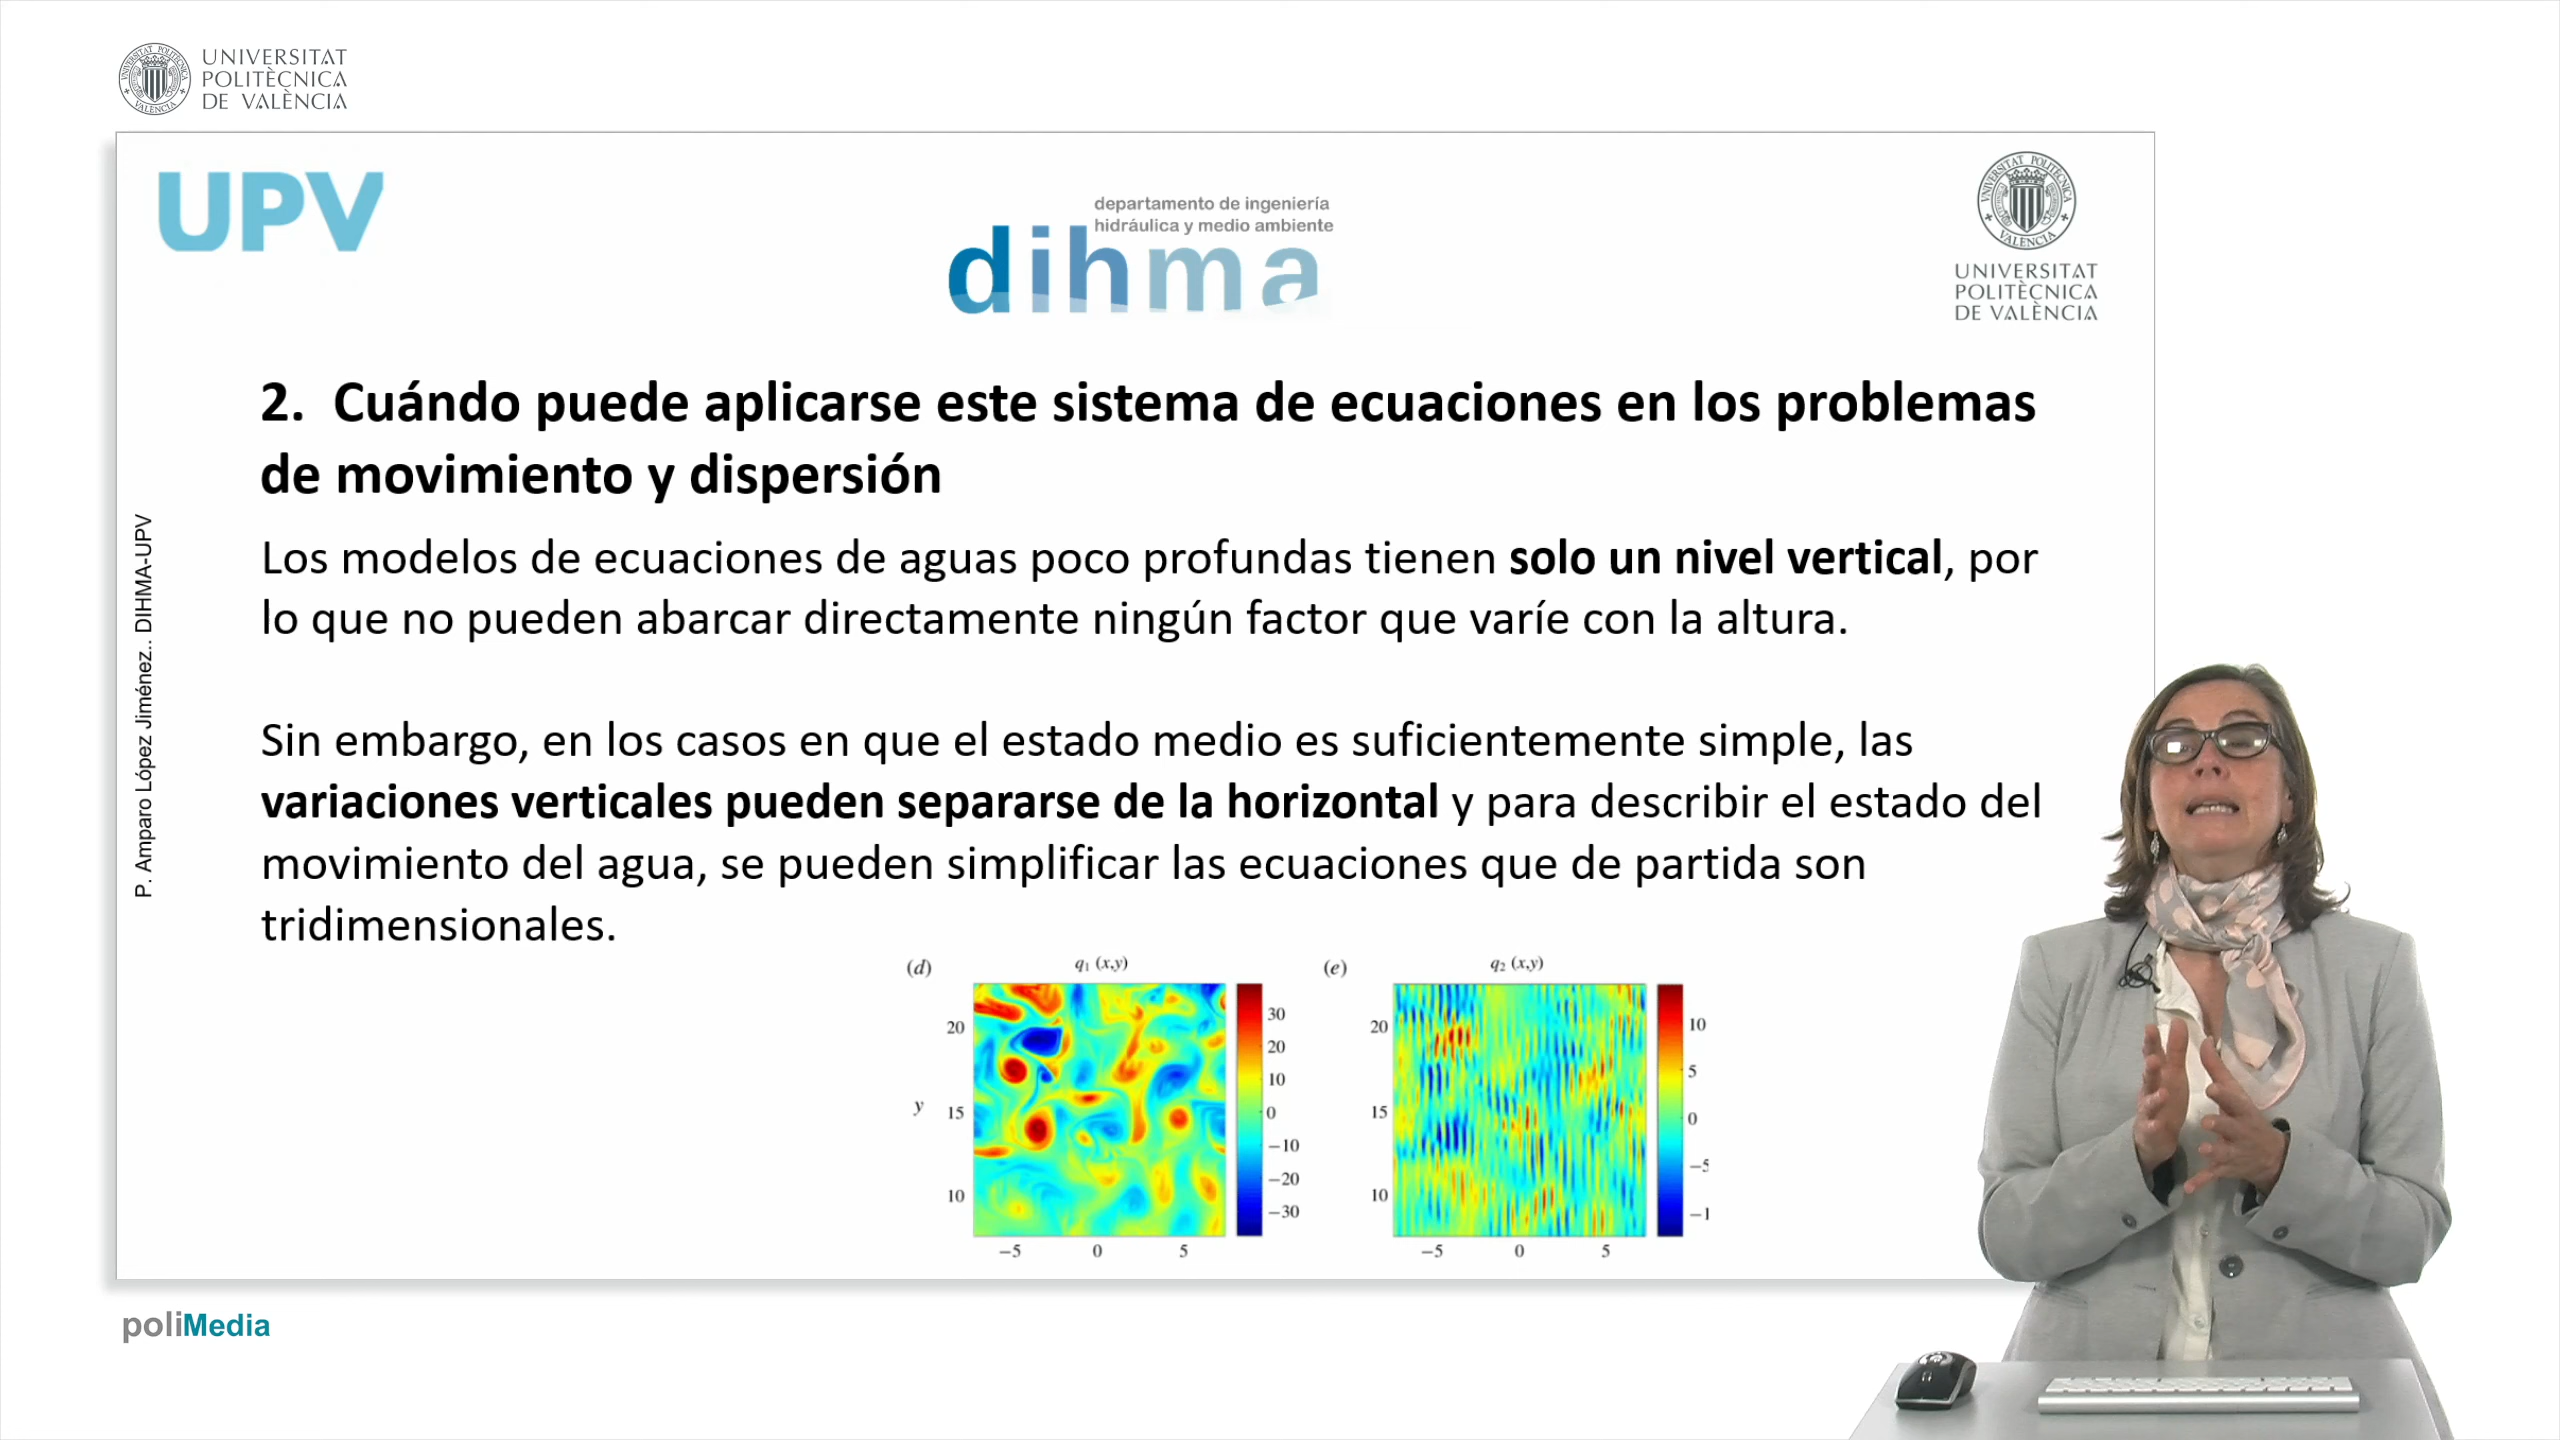 UNIVERSITAT
POLITÈCNICA
DE VALÈNCIA
UPV
departamento de ingeniería
hidráulica y medio ambiente
dihma
UNIVERSITAT POLITÈCNICA
VALÈNCIA
UNIVERSITAT
POLITÈCNICA
DE VALÈNCIA
P. Amparo López Jiménez.. DIHMA-UPV
2. Cuándo puede aplicarse este sistema de ecuaciones en los problemas
de movimiento y dispersión
Los modelos de ecuaciones de aguas poco profundas tienen solo un nivel vertical, por
lo que no pueden abarcar directamente ningún factor que varíe con la altura.
Sin embargo, en los casos en que el estado medio es suficientemente simple, las
variaciones verticales pueden separarse de la horizontal y para describir el estado del
movimiento del agua, se pueden simplificar las ecuaciones que de partida son
tridimensionales.
(d) q₁ (x,y)
y
20
15
10
−5 0 5
30
20
10
0
−10
−20
−30
(e) q₂ (x,y)
20
15
10
−5 0 5
10
5
0
−5
−1
poliMedia